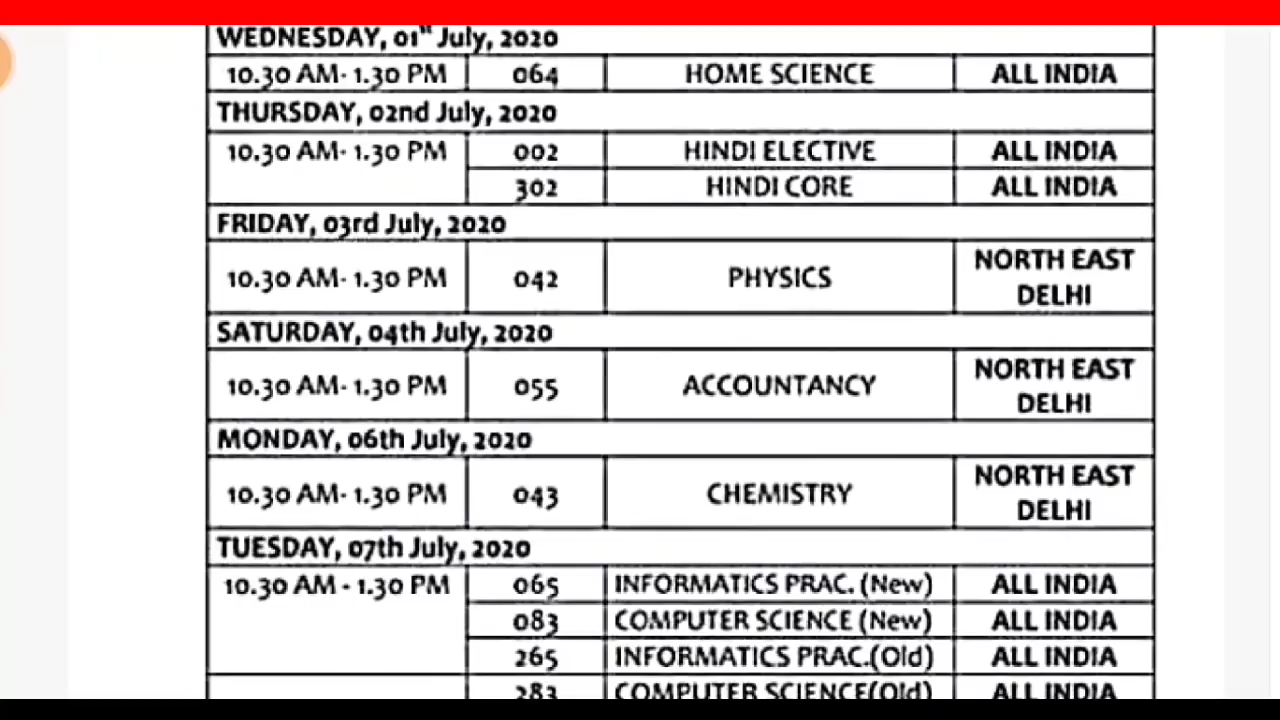 WEDNESDAY, 01st July, 2020
10.30 AM- 1.30 PM 064 HOME SCIENCE ALL INDIA
THURSDAY, 02nd July, 2020
10.30 AM- 1.30 PM 002 HINDI ELECTIVE ALL INDIA
302 HINDI CORE ALL INDIA
FRIDAY, 03rd July, 2020
10.30 AM- 1.30 PM 042 PHYSICS NORTH EAST
DELHI
SATURDAY, 04th July, 2020
10.30 AM- 1.30 PM 055 ACCOUNTANCY NORTH EAST
DELHI
MONDAY, 06th July, 2020
10.30 AM- 1.30 PM 043 CHEMISTRY NORTH EAST
DELHI
TUESDAY, 07th July, 2020
10.30 AM - 1.30 PM 065 INFORMATICS PRAC. (New) ALL INDIA
083 COMPUTER SCIENCE (New) ALL INDIA
265 INFORMATICS PRAC.(Old) ALL INDIA
283 COMPUTER SCIENCE(Old) ALL INDIA